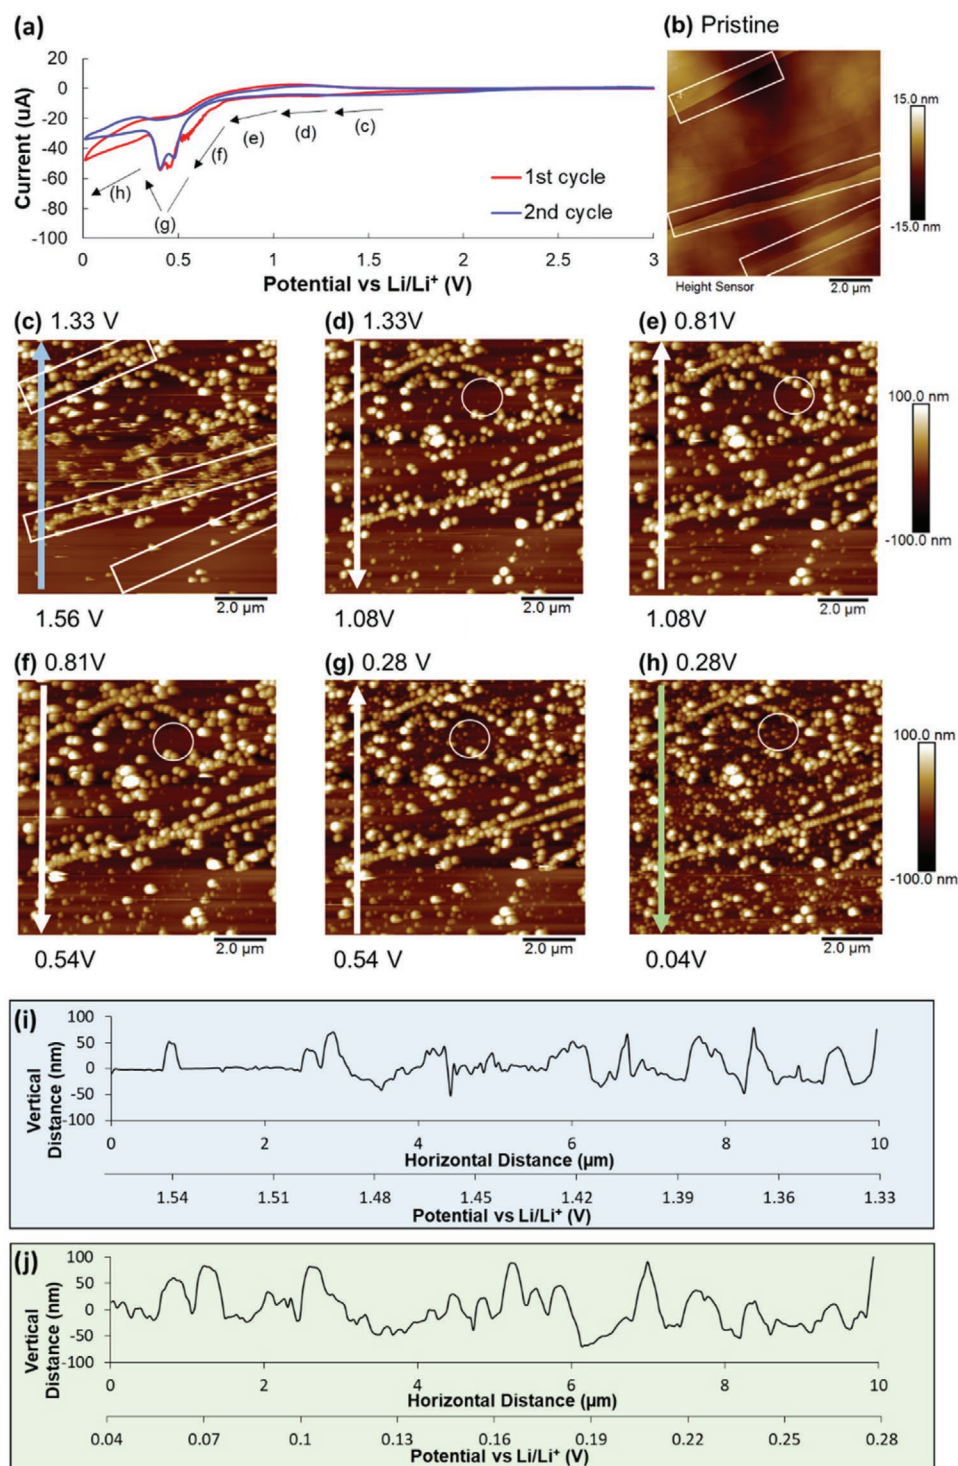 (a)
20
0
-20
-40
-60
-80
-100
Current (uA)
(c)
(d)
(e)
(f)
(g)
(h)
1st cycle
2nd cycle
0
0.5
1
1.5
2
2.5
3
Potential vs Li/Li⁺ (V)
(b) Pristine
15.0 nm
-15.0 nm
Height Sensor
2.0 µm
(c) 1.33 V
1.56 V
2.0 µm
(d) 1.33V
1.08V
2.0 µm
(e) 0.81V
1.08V
2.0 µm
100.0 nm
-100.0 nm
(f) 0.81V
0.54V
2.0 µm
(g) 0.28 V
0.54 V
2.0 µm
(h) 0.28V
0.04V
2.0 µm
100.0 nm
-100.0 nm
(i)
Vertical
Distance (nm)
100
50
0
-50
-100
0 2 4 6 8 10
Horizontal Distance (µm)
1.54 1.51 1.48 1.45 1.42 1.39 1.36 1.33
Potential vs Li/Li⁺ (V)
(j)
Vertical
Distance (nm)
100
50
0
-50
-100
0 2 4 6 8 10
Horizontal Distance (µm)
0.04 0.07 0.1 0.13 0.16 0.19 0.22 0.25 0.28
Potential vs Li/Li⁺ (V)